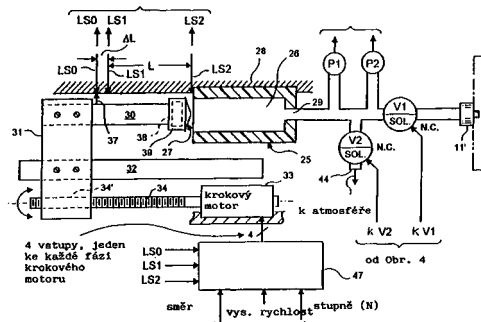 LS0 LS1 LS2
ΔL
L
LS0
LS1
LS2
28
26
P1
P2
29
V1
SOL.
N.C.
11'
31
30
37
38
39
27
25
V2
SOL.
N.C.
44
32
33
34'
34
krokový
motor
k atmosféře
k V2
k V1
od Obr. 4
4 vstupy, jeden
ke každé fázi
krokového
motoru
4
LS0
LS1
LS2
47
směr
vys. rychlost
stupně (N)